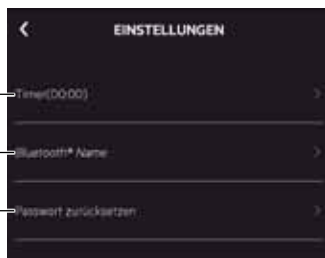 EINSTELLUNGEN
Timer(00:00)
Bluetooth® Name
Passwort zurücksetzen